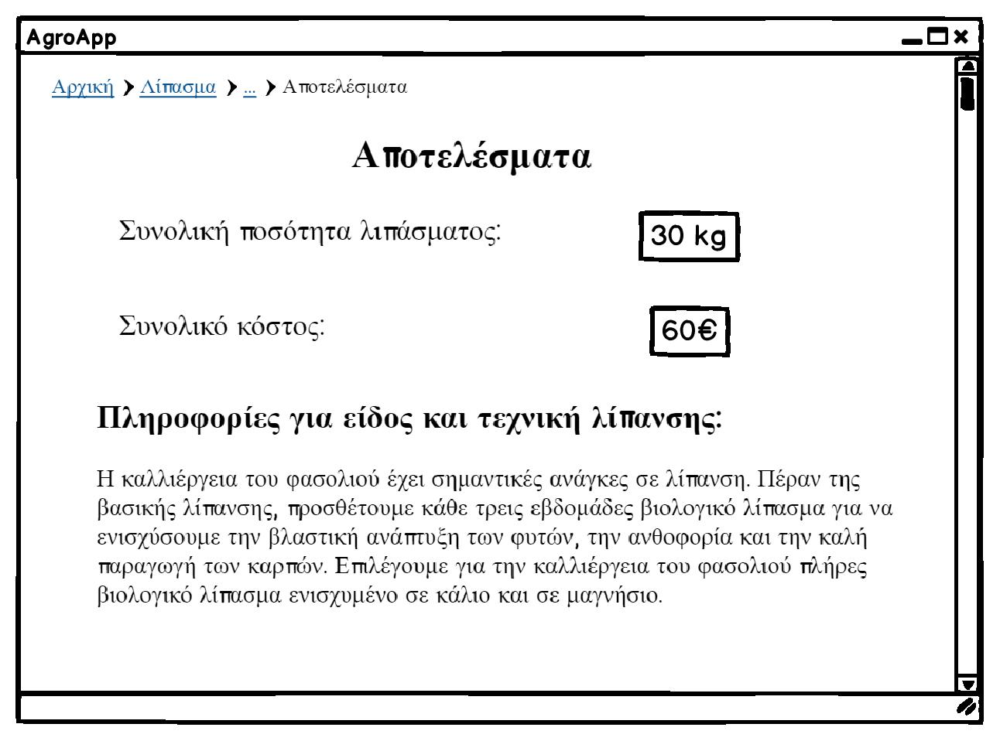 AgroApp
Αρχική > Λίπασμα > ... > Αποτελέσματα
Αποτελέσματα
Συνολική ποσότητα λιπάσματος: 30 kg
Συνολικό κόστος: 60€
Πληροφορίες για είδος και τεχνική λίπανσης:
Η καλλιέργεια του φασολιού έχει σημαντικές ανάγκες σε λίπανση. Πέραν της
βασικής λίπανσης, προσθέτουμε κάθε τρεις εβδομάδες βιολογικό λίπασμα για να
ενισχύσουμε την βλαστική ανάπτυξη των φυτών, την ανθοφορία και την καλή
παραγωγή των καρπών. Επιλέγουμε για την καλλιέργεια του φασολιού πλήρες
βιολογικό λίπασμα ενισχυμένο σε κάλιο και σε μαγνήσιο.